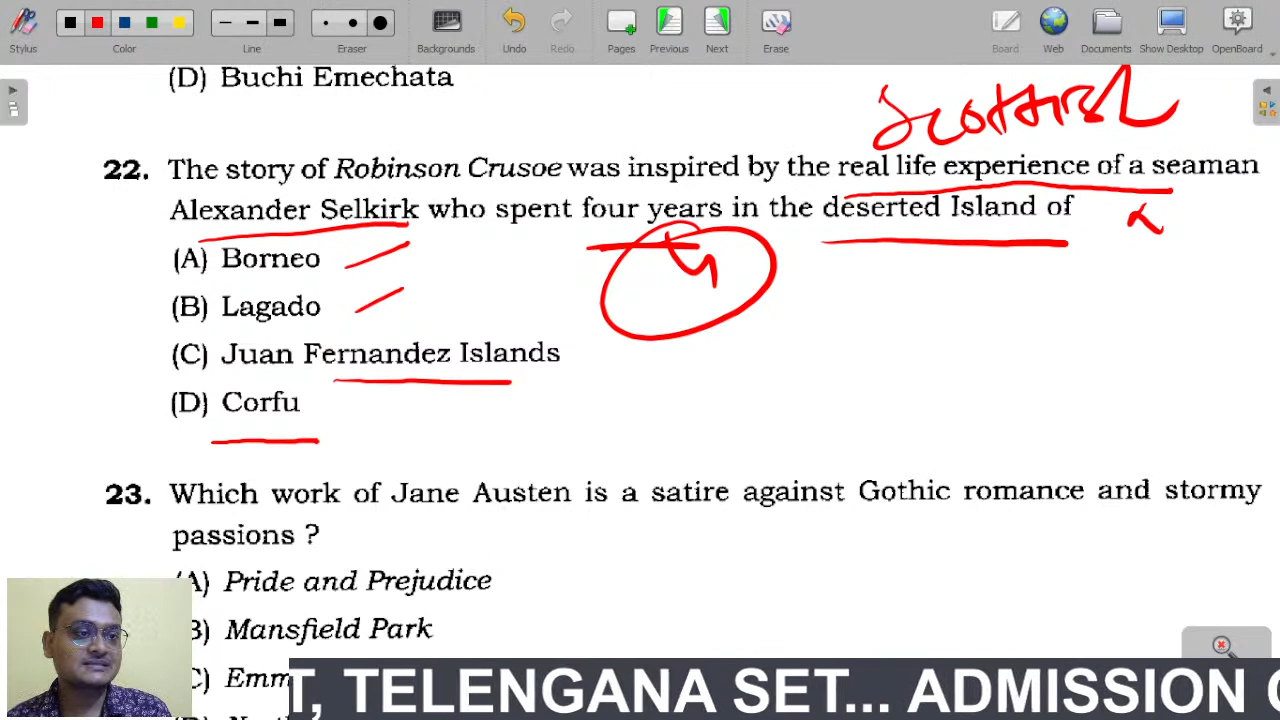 Stylus
Color
Line
Eraser
Backgrounds
Undo
Redo
Pages
Previous
Next
Erase
Board
Web
Documents
Show Desktop
OpenBoard
(D) Buchi Emechata
Scottish
22. The story of Robinson Crusoe was inspired by the real life experience of a seaman
Alexander Selkirk who spent four years in the deserted Island of
(A) Borneo
4
(B) Lagado
(C) Juan Fernandez Islands
(D) Corfu
23. Which work of Jane Austen is a satire against Gothic romance and stormy
passions ?
(A) Pride and Prejudice
B) Mansfield Park
C) Emm
T, TELENGANA SET... ADMISSION